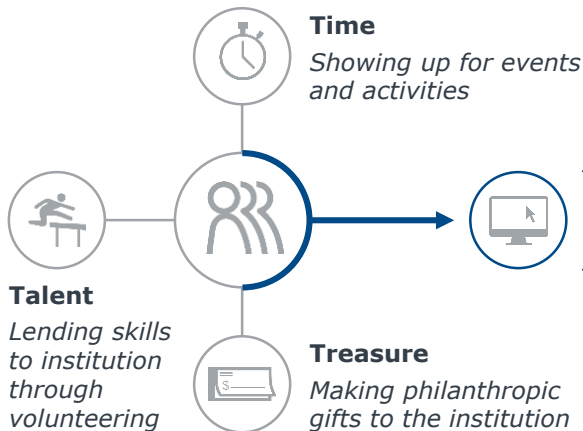 Time
Showing up for events
and activities
Talent
Lending skills
to institution
through
volunteering
$
Treasure
Making philanthropic
gifts to the institution